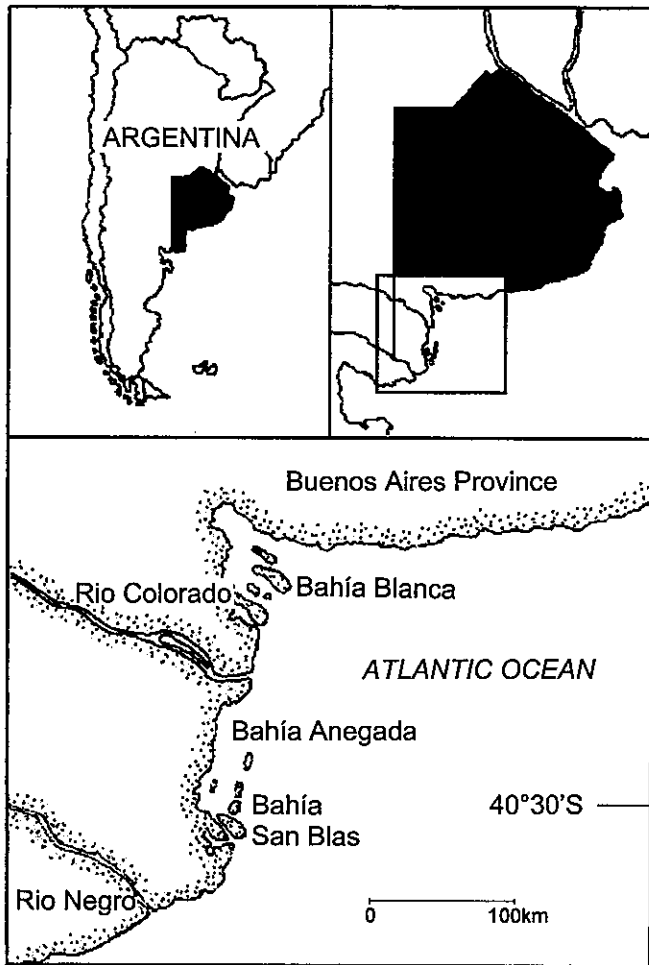 ARGENTINA
Buenos Aires Province
Rio Colorado
Bahía Blanca
ATLANTIC OCEAN
Bahía Anegada
Bahía
San Blas
40°30'S
Rio Negro
0 100km